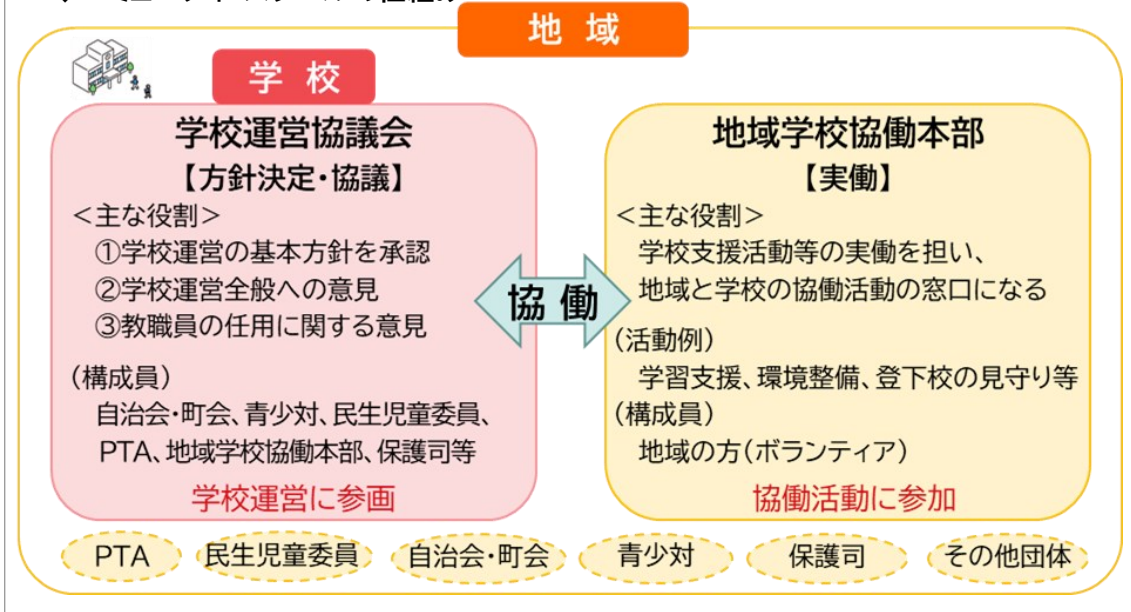 地 域
学 校
学校運営協議会
【方針決定・協議】
＜主な役割＞
①学校運営の基本方針を承認
②学校運営全般への意見
③教職員の任用に関する意見
(構成員)
自治会・町会、青少対、民生児童委員、
PTA、地域学校協働本部、保護司等
学校運営に参画
協 働
地域学校協働本部
【実働】
＜主な役割＞
学校支援活動等の実働を担い、
地域と学校の協働活動の窓口になる
(活動例)
学習支援、環境整備、登下校の見守り等
(構成員)
地域の方(ボランティア)
協働活動に参加
PTA
民生児童委員
自治会・町会
青少対
保護司
その他団体